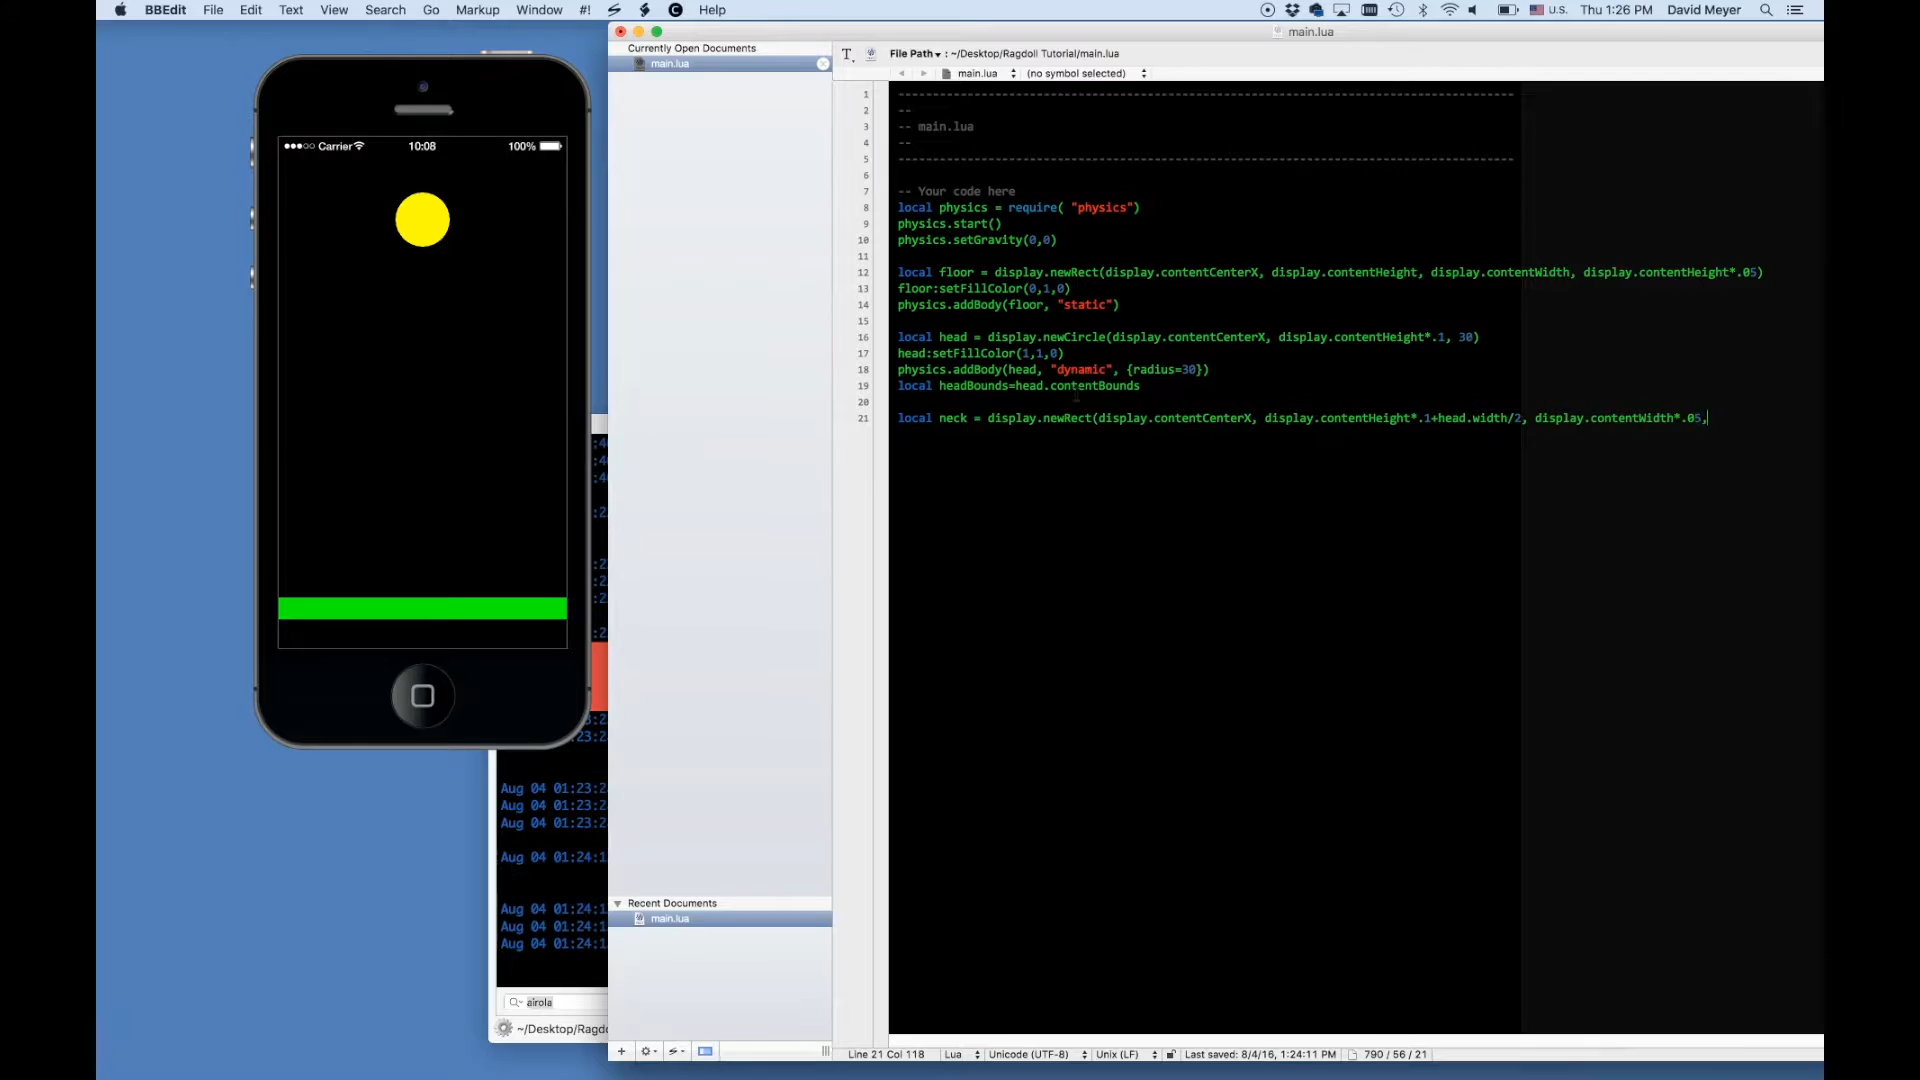 BBEdit File Edit Text View Search Go Markup Window #! Help U.S. Thu 1:26 PM David Meyer
main.lua
Currently Open Documents
main.lua
File Path : ~/Desktop/Ragdoll Tutorial/main.lua
main.lua (no symbol selected)
Carrier 10:08 100%
1 --------------------------------------------------------------------------------
2 --
3 -- main.lua
4 --
5 --------------------------------------------------------------------------------
6
7 -- Your code here
8 local physics = require( "physics")
9 physics.start()
10 physics.setGravity(0,0)
11
12 local floor = display.newRect(display.contentCenterX, display.contentHeight, display.contentWidth, display.contentHeight*.05)
13 floor:setFillColor(0,1,0)
14 physics.addBody(floor, "static")
15
16 local head = display.newCircle(display.contentCenterX, display.contentHeight*.1, 30)
17 head:setFillColor(1,1,0)
18 physics.addBody(head, "dynamic", {radius=30})
19 local headBounds=head.contentBounds
20
21 local neck = display.newRect(display.contentCenterX, display.contentHeight*.1+head.width/2, display.contentWidth*.05,
Aug 04 01:23:2
Aug 04 01:23:2
Aug 04 01:23:2
Aug 04 01:24:1
Aug 04 01:24:1
Aug 04 01:24:1
Aug 04 01:24:1
Recent Documents
main.lua
airola
~/Desktop/Ragdo
Line 21 Col 118 Lua Unicode (UTF-8) Unix (LF) Last saved: 8/4/16, 1:24:11 PM 790 / 56 / 21